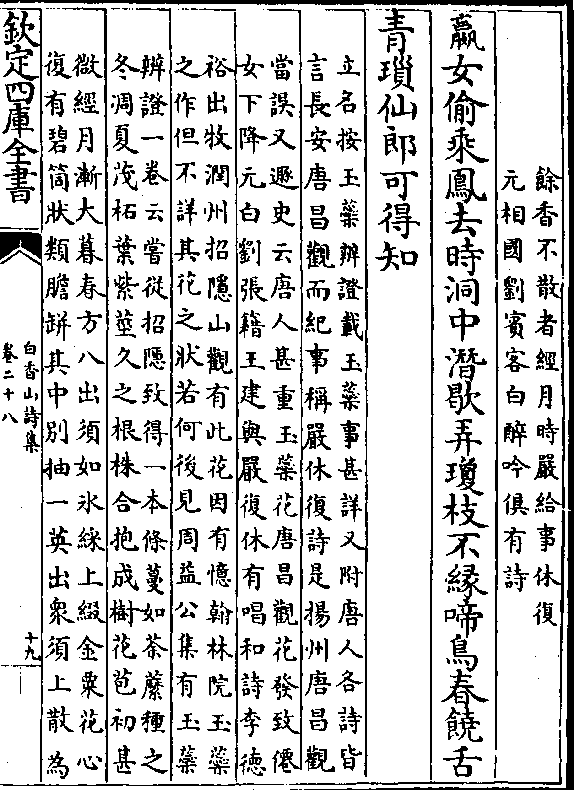 餘香不散者經月時嚴給事休復
元相國劉賓客白醉吟俱有詩
嬴女偷乘鳳去時洞中潛歇弄瓊枝不緣啼鳥春饒舌
青瑣仙郎可得知
立名按玉蘂辨證載玉蘂事甚詳又附唐人各詩皆
言長安唐昌觀而紀事稱嚴休復詩是揚州唐昌觀
當誤又遯史云唐人甚重玉蘂花唐昌觀花發致僊
女下降元白劉張籍王建與嚴復休有唱和詩李德
裕出牧潤州招隱山觀有此花因有憶翰林院玉蘂
之作但不詳其花之狀若何後見周益公集有玉蘂
辨證一卷云嘗從招隱致得一本條蔓如荼蘼種之
冬凋夏茂柘葉紫莖久之根株合抱成樹花苞初甚
微經月漸大暮春方八出須如氷綵上綴金粟花心
復有碧筩狀類膽缾其中別抽一英出衆須上散為
欽定四庫全書
白香山詩集
卷二十八
十九